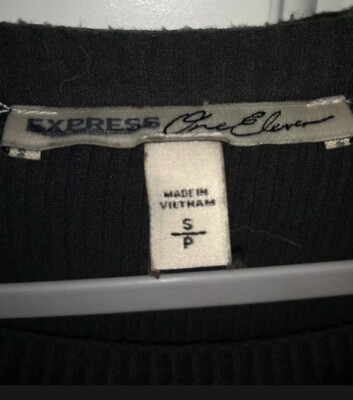 EXPRESS One Eleven
MADE IN
VIETNAM
S
P